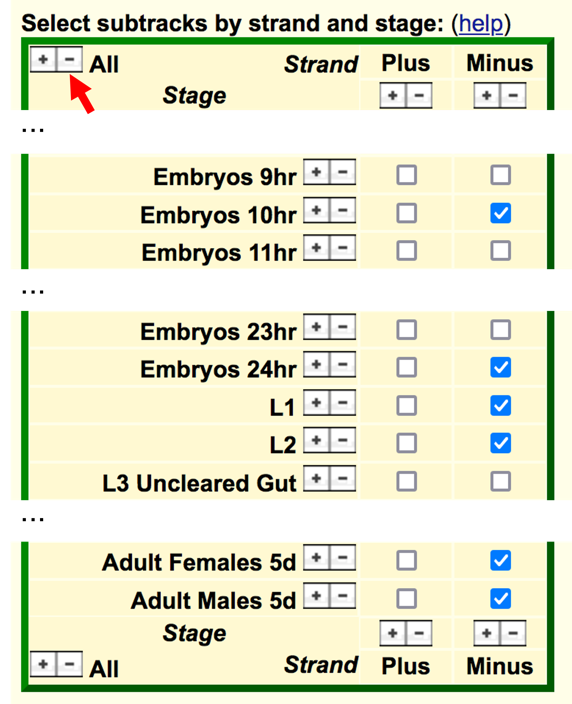 Select subtracks by strand and stage: (help)
+ - All Strand Plus Minus
Stage + - + -
...
Embryos 9hr + -
Embryos 10hr + -
Embryos 11hr + -
...
Embryos 23hr + -
Embryos 24hr + -
L1 + -
L2 + -
L3 Uncleared Gut + -
...
Adult Females 5d + -
Adult Males 5d + -
Stage + - + -
+ - All Strand Plus Minus